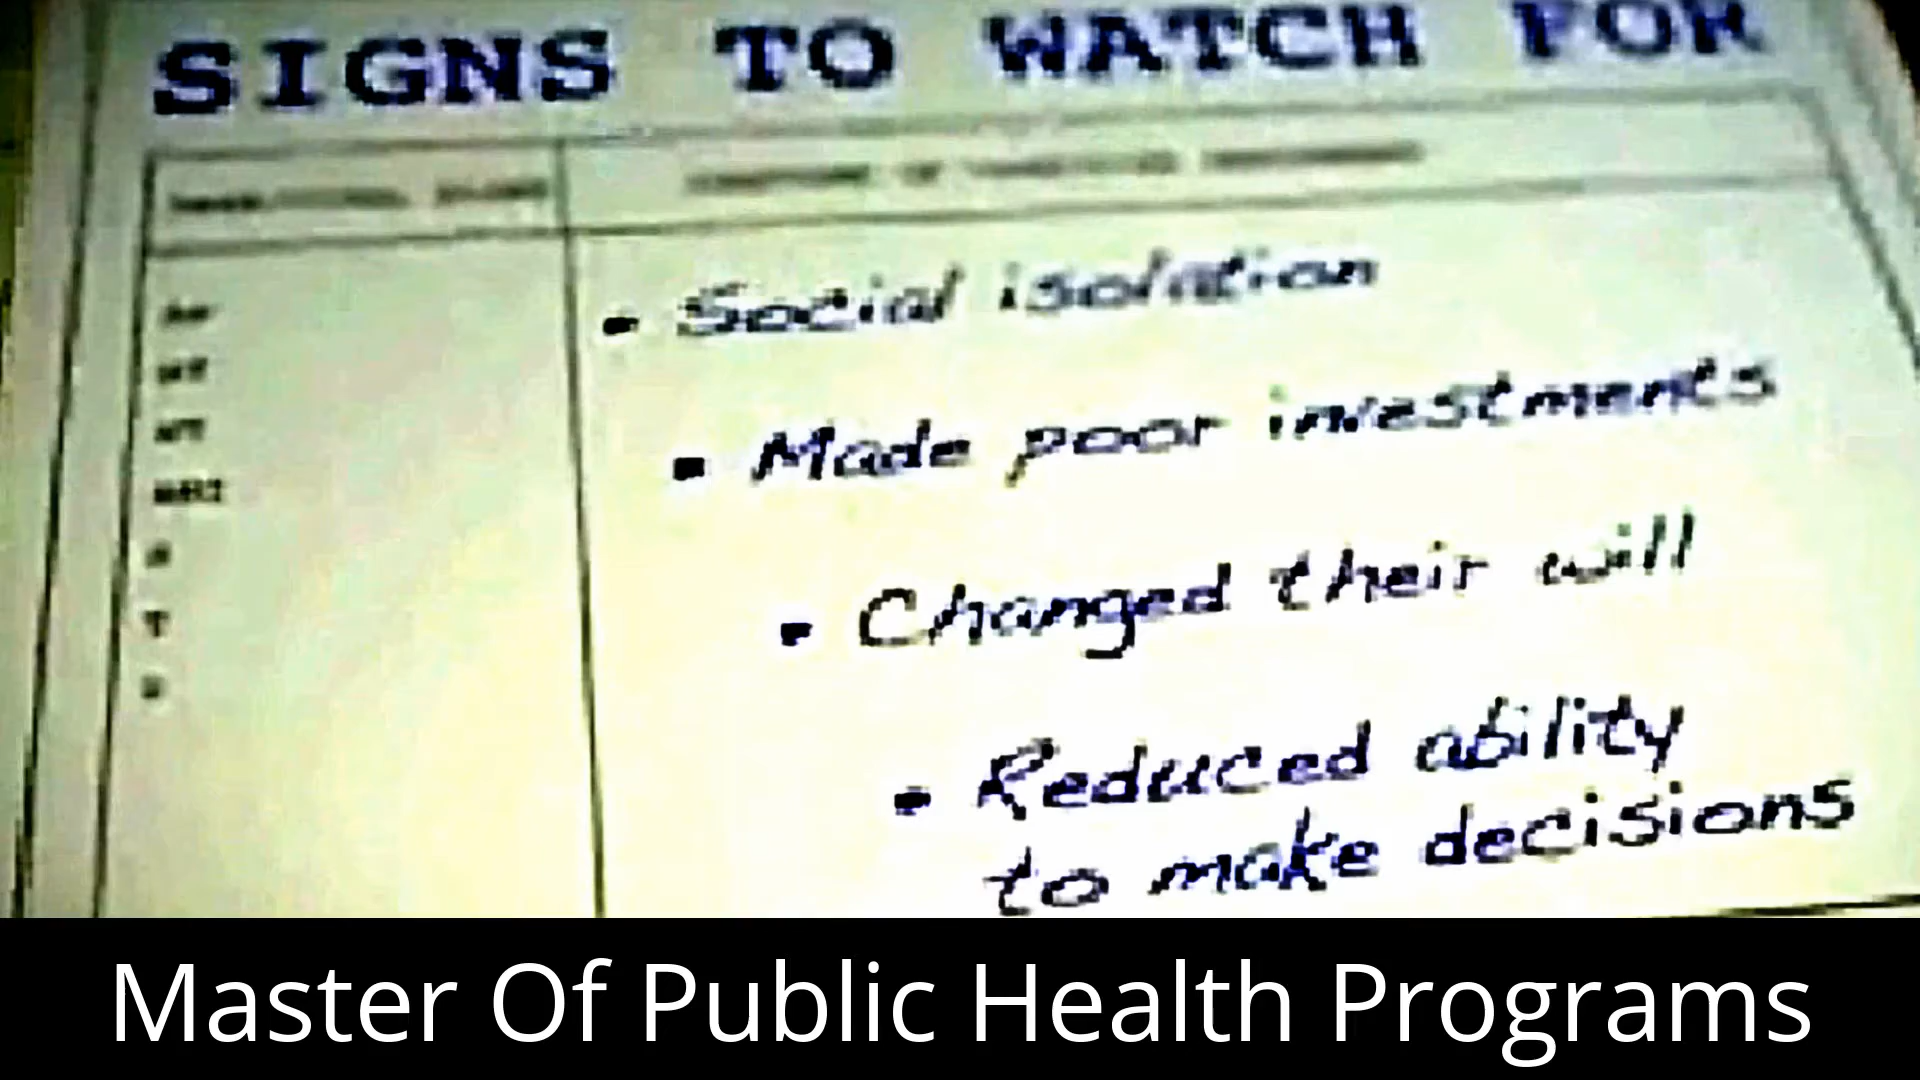 SIGNS TO WATCH FOR
- Social isolation
- Made poor investments
- Changed their will
- Reduced ability
to make decisions
Master Of Public Health Programs